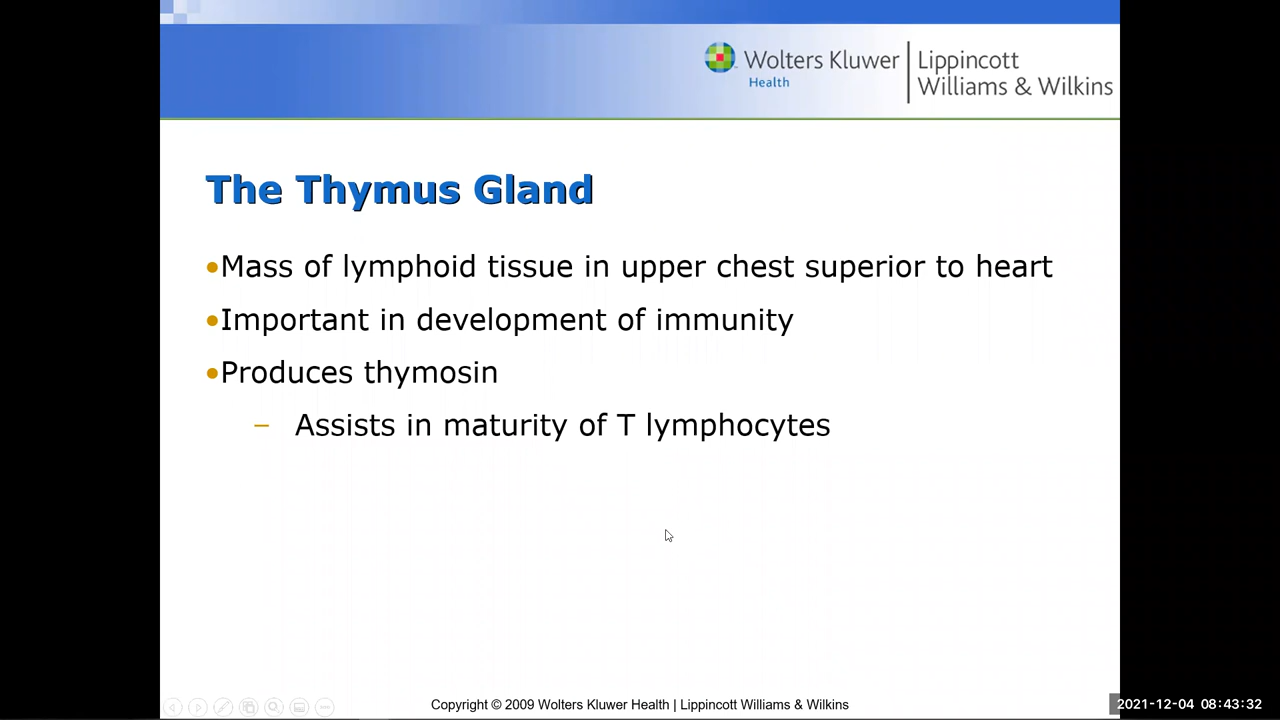 Wolters Kluwer
Health
Lippincott
Williams & Wilkins
The Thymus Gland
•Mass of lymphoid tissue in upper chest superior to heart
•Important in development of immunity
•Produces thymosin
– Assists in maturity of T lymphocytes
Copyright © 2009 Wolters Kluwer Health | Lippincott Williams & Wilkins
2021-12-04 08:43:32